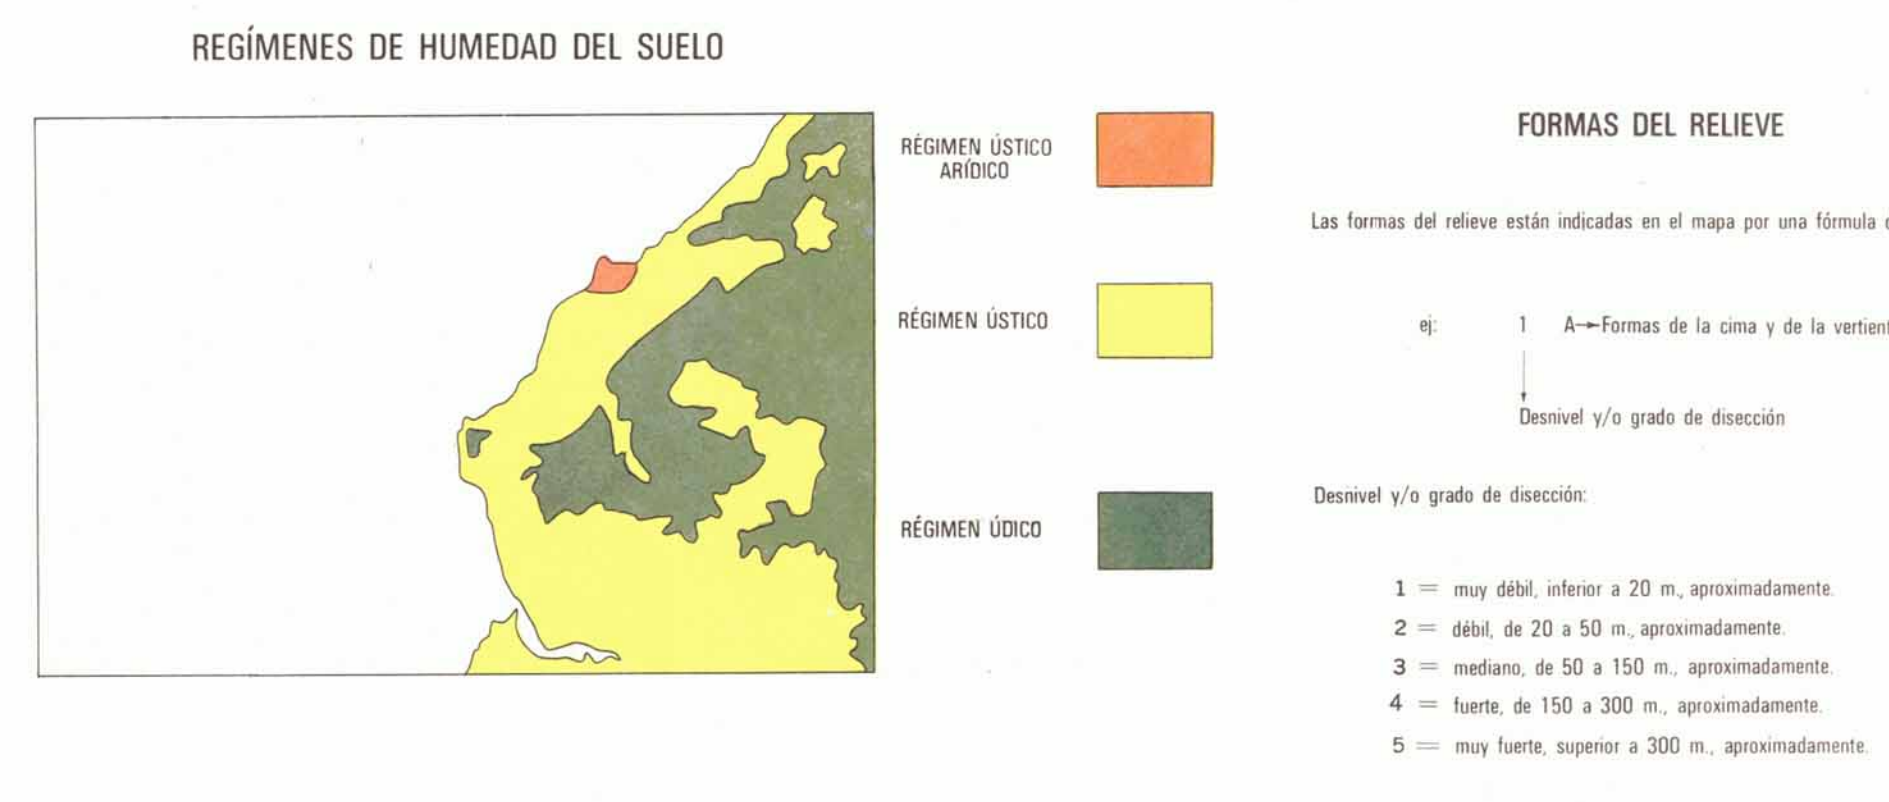 REGÍMENES DE HUMEDAD DEL SUELO
RÉGIMEN ÚSTICO
ARÍDICO
RÉGIMEN ÚSTICO
RÉGIMEN ÚDICO
FORMAS DEL RELIEVE
Las formas del relieve están indicadas en el mapa por una fórmula
ej: 1 A→Formas de la cima y de la
Desnivel y/o grado de disección
Desnivel y/o grado de disección:
1 = muy débil, inferior a 20 m., aproximadamente.
2 = débil, de 20 a 50 m., aproximadamente.
3 = mediano, de 50 a 150 m., aproximadamente.
4 = fuerte, de 150 a 300 m., aproximadamente.
5 = muy fuerte, superior a 300 m., aproximadamente.